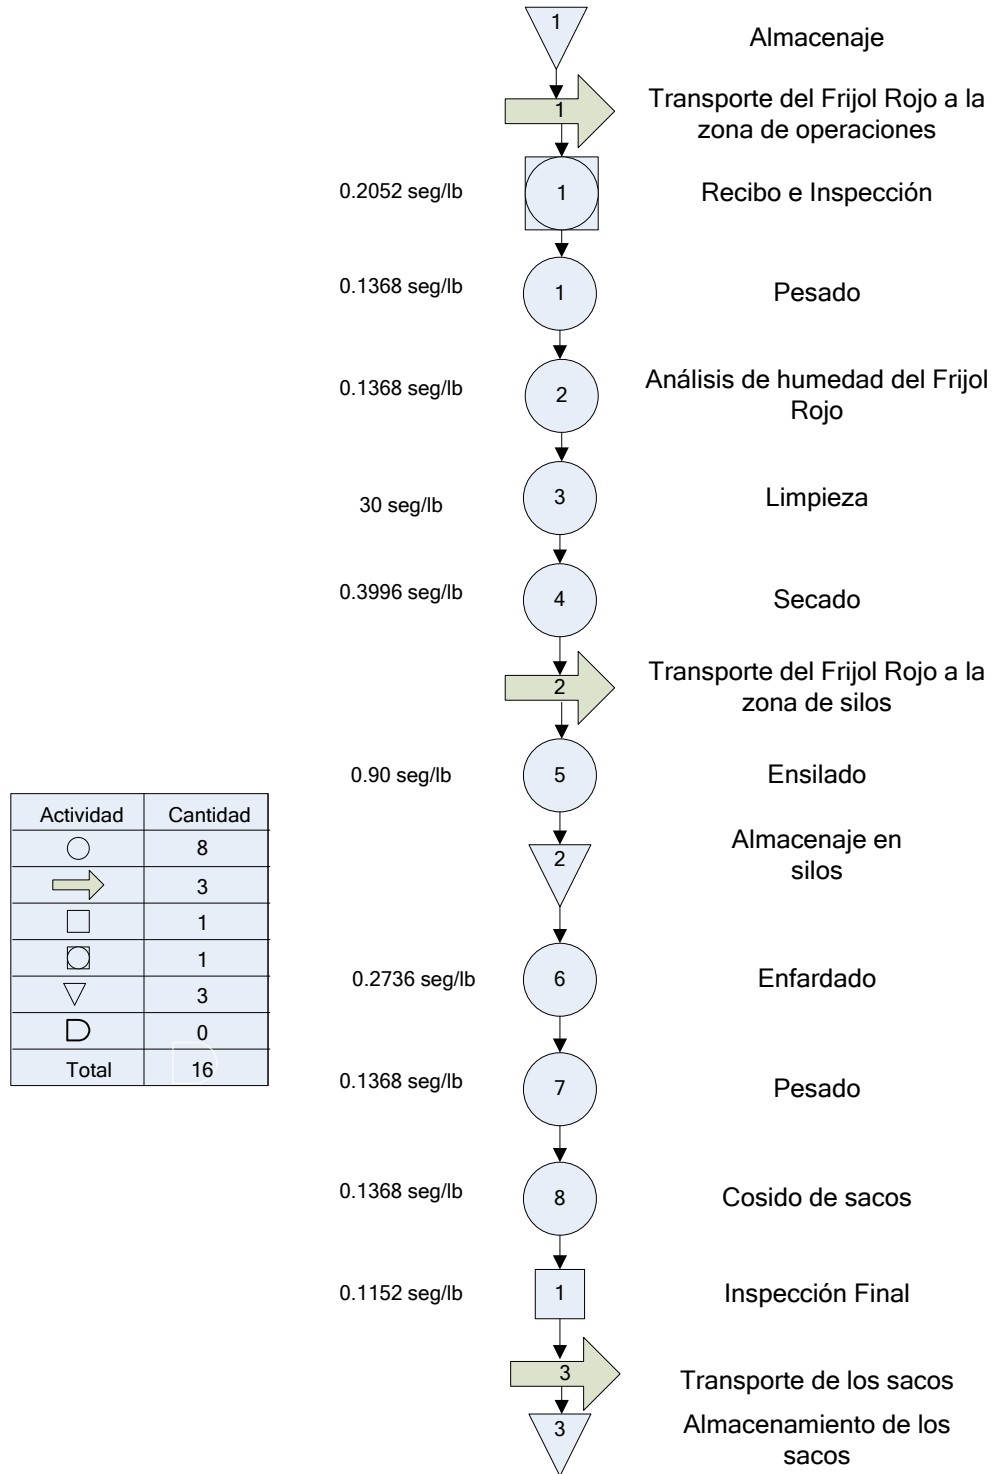 1
Almacenaje
1
Transporte del Frijol Rojo a la
zona de operaciones
0.2052 seg/lb
1
Recibo e Inspección
0.1368 seg/lb
1
Pesado
0.1368 seg/lb
2
Análisis de humedad del Frijol
Rojo
30 seg/lb
3
Limpieza
0.3996 seg/lb
4
Secado
2
Transporte del Frijol Rojo a la
zona de silos
0.90 seg/lb
5
Ensilado
2
Almacenaje en
silos
0.2736 seg/lb
6
Enfardado
0.1368 seg/lb
7
Pesado
0.1368 seg/lb
8
Cosido de sacos
0.1152 seg/lb
1
Inspección Final
3
Transporte de los sacos
3
Almacenamiento de los
sacos
Actividad Cantidad
8
3
1
1
3
0
Total 16